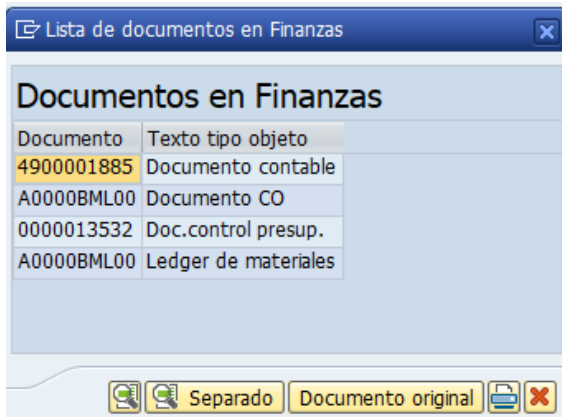 Lista de documentos en Finanzas
Documentos en Finanzas
Documento Texto tipo objeto
4900001885 Documento contable
A0000BML00 Documento CO
0000013532 Doc.control presup.
A0000BML00 Ledger de materiales
Separado Documento original